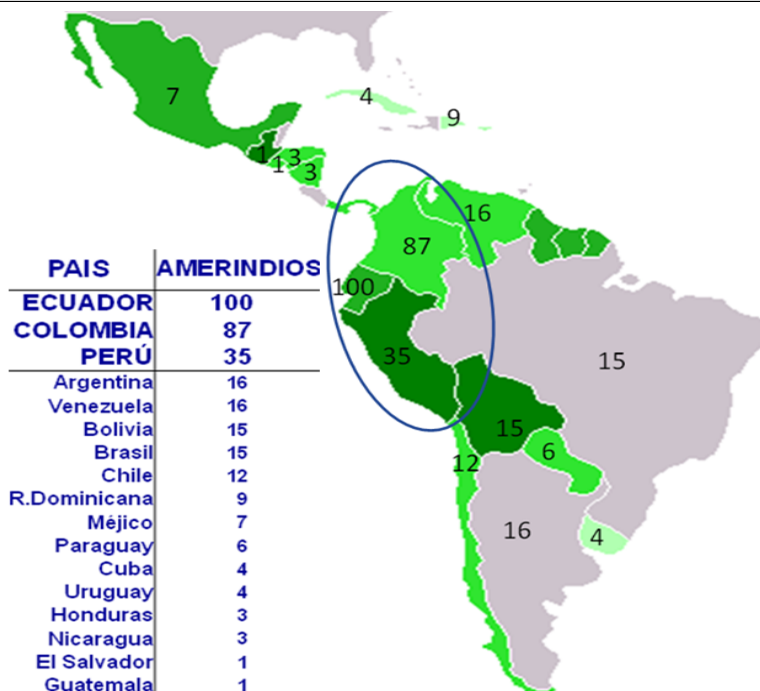 7
4
9
1
3
1
3
16
87
100
35
15
15
12
6
16
4
PAIS AMERINDIOS
ECUADOR 100
COLOMBIA 87
PERÚ 35
Argentina 16
Venezuela 16
Bolivia 15
Brasil 15
Chile 12
R.Dominicana 9
Méjico 7
Paraguay 6
Cuba 4
Uruguay 4
Honduras 3
Nicaragua 3
El Salvador 1
Guatemala 1